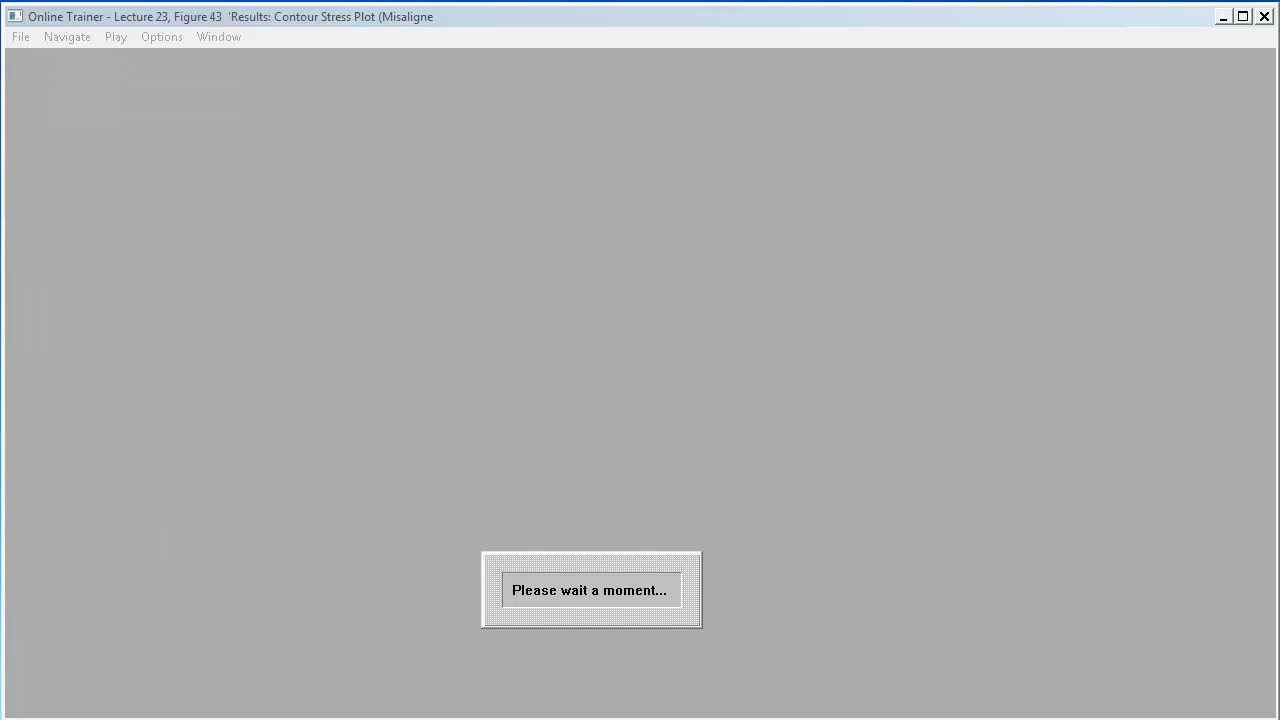 Online Trainer - Lecture 23, Figure 43  'Results: Contour Stress Plot (Misaligne
File Navigate Play Options Window
Please wait a moment...